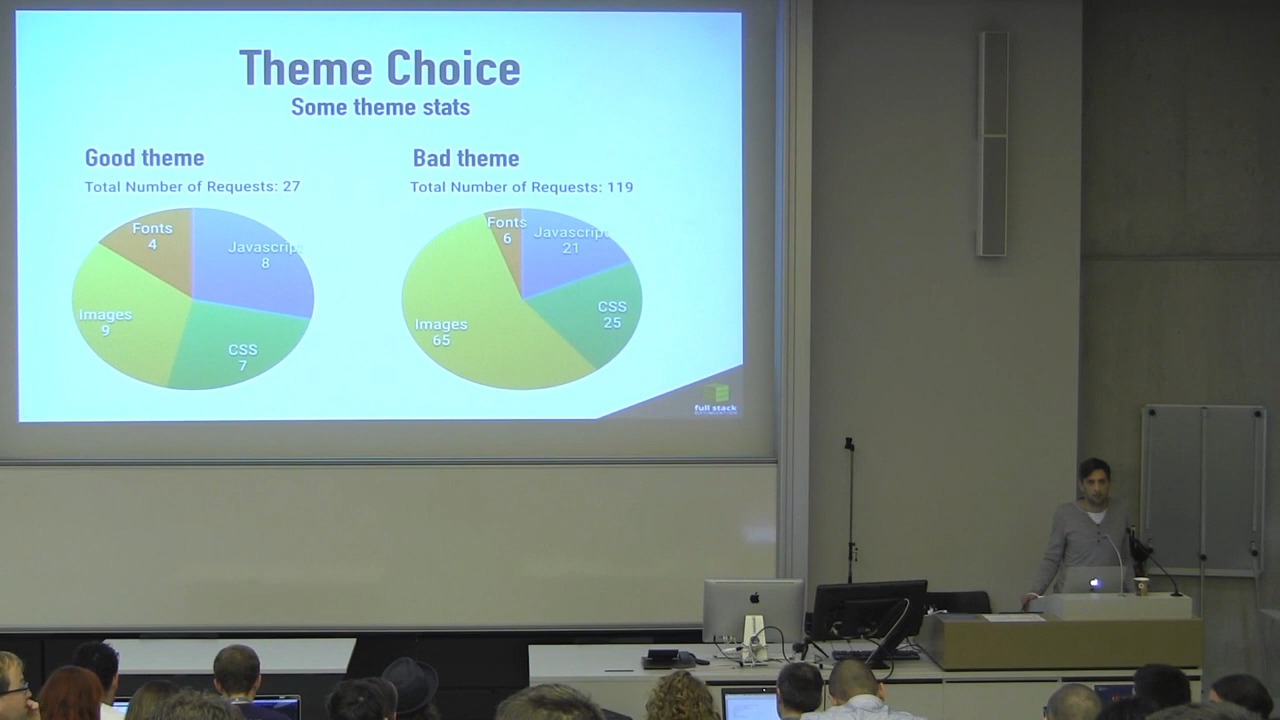 Theme Choice
Some theme stats
Good theme
Total Number of Requests: 27
Fonts
4
Javascrip
8
Images
9
CSS
7
Bad theme
Total Number of Requests: 119
Fonts
6
Javascrip
21
CSS
25
Images
65
full stack